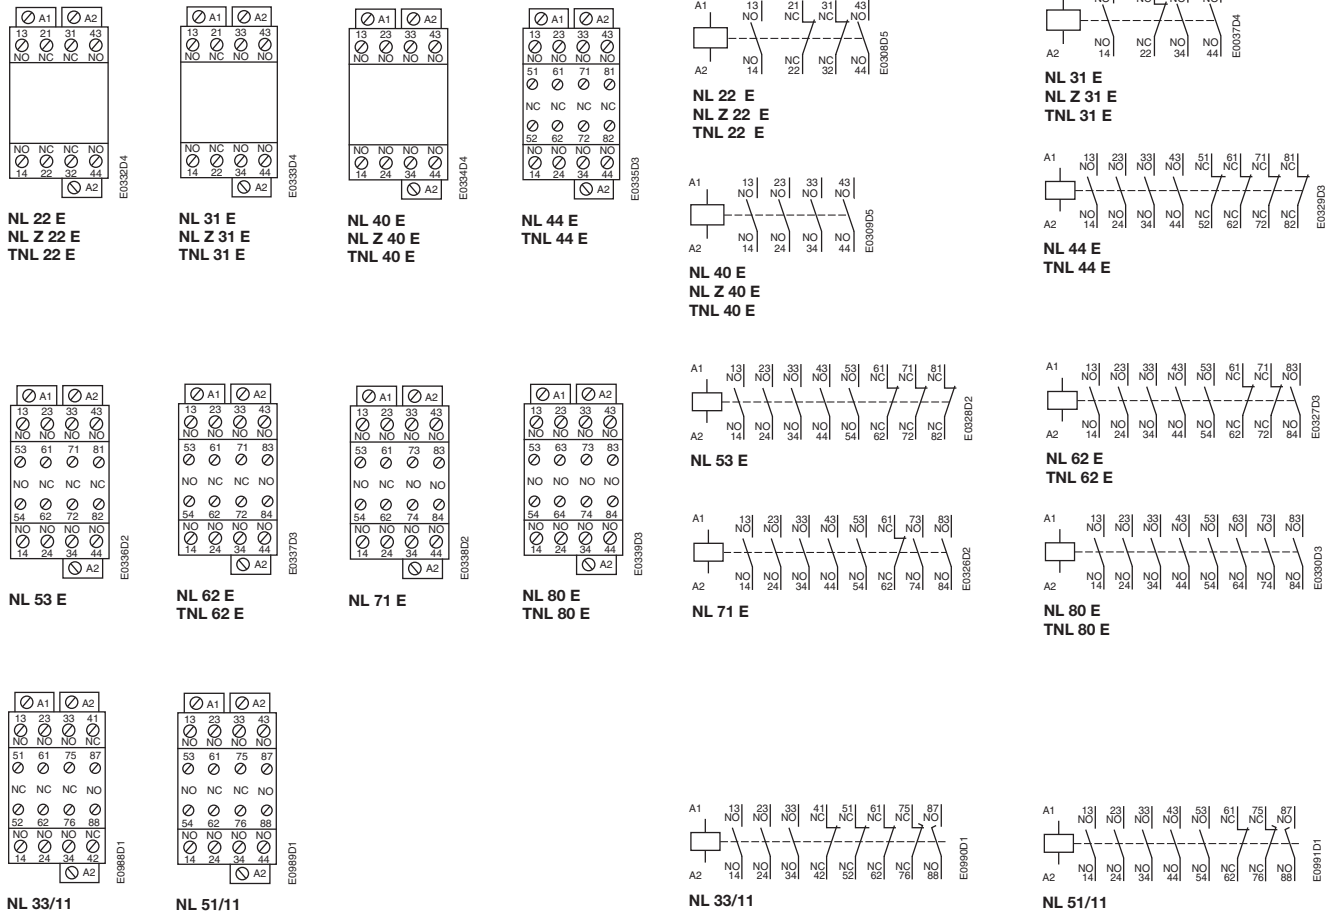 A1 A2
13 21 31 43
NO NC NC NO
NO NC NC NO
14 22 32 44
A2
E0332D4
NL 22 E
NL Z 22 E
TNL 22 E
A1 A2
13 21 33 43
NO NC NO NO
NO NC NO NO
14 22 34 44
A2
E0333D4
NL 31 E
NL Z 31 E
TNL 31 E
A1 A2
13 23 33 43
NO NO NO NO
NO NO NO NO
14 24 34 44
A2
E0334D4
NL 40 E
NL Z 40 E
TNL 40 E
A1 A2
13 23 33 43
NO NO NO NO
51 61 71 81
NC NC NC NC
52 62 72 82
NO NO NO NO
14 24 34 44
A2
E0335D3
NL 44 E
TNL 44 E
A1
13 21 31 43
NO NC NC NO
NO NC NC NO
A2 14 22 32 44
E0308D5
NL 22 E
NL Z 22 E
TNL 22 E
NO NC NO NO
A2 14 22 34 44
E0037D4
NL 31 E
NL Z 31 E
TNL 31 E
A1 13 23 33 43
NO NO NO NO
NO NO NO NO
A2 14 24 34 44
E0309D5
NL 40 E
NL Z 40 E
TNL 40 E
A1 13 23 33 43 51 61 71 81
NO NO NO NO NC NC NC NC
NO NO NO NO NC NC NC NC
A2 14 24 34 44 52 62 72 82
E0329D3
NL 44 E
TNL 44 E
A1 A2
13 23 33 43
NO NO NO NO
53 61 71 81
NO NC NC NC
54 62 72 82
NO NO NO NO
14 24 34 44
A2
E0336D2
NL 53 E
A1 A2
13 23 33 43
NO NO NO NO
53 61 71 83
NO NC NC NO
54 62 72 84
NO NO NO NO
14 24 34 44
A2
E0337D3
NL 62 E
TNL 62 E
A1 A2
13 23 33 43
NO NO NO NO
53 61 73 83
NO NC NO NO
54 62 74 84
NO NO NO NO
14 24 34 44
A2
E0338D2
NL 71 E
A1 A2
13 23 33 43
NO NO NO NO
53 63 73 83
NO NO NO NO
54 64 74 84
NO NO NO NO
14 24 34 44
A2
E0339D3
NL 80 E
TNL 80 E
A1 13 23 33 43 53 61 71 81
NO NO NO NO NO NC NC NC
NO NO NO NO NO NC NC NC
A2 14 24 34 44 54 62 72 82
E0328D2
NL 53 E
A1 13 23 33 43 53 61 71 83
NO NO NO NO NO NC NC NO
NO NO NO NO NO NC NC NO
A2 14 24 34 44 54 62 72 84
E0327D3
NL 62 E
TNL 62 E
A1 13 23 33 43 53 61 73 83
NO NO NO NO NO NC NO NO
NO NO NO NO NO NC NO NO
A2 14 24 34 44 54 62 74 84
E0326D2
NL 71 E
A1 13 23 33 43 53 63 73 83
NO NO NO NO NO NO NO NO
NO NO NO NO NO NO NO NO
A2 14 24 34 44 54 64 74 84
E0330D3
NL 80 E
TNL 80 E
A1 A2
13 23 33 41
NO NO NO NC
51 61 75 87
NC NC NC NO
52 62 76 88
NO NO NO NC
14 24 34 42
A2
E0988D1
NL 33/11
A1 A2
13 23 33 43
NO NO NO NO
53 61 75 87
NO NC NC NO
54 62 76 88
NO NO NO NO
14 24 34 44
A2
E0989D1
NL 51/11
A1 13 23 33 41 51 61 75 87
NO NO NO NC NC NC NC NO
NO NO NO NC NC NC NC NO
A2 14 24 34 42 52 62 76 88
E0990D1
NL 33/11
A1 13 23 33 43 53 61 75 87
NO NO NO NO NO NC NC NO
NO NO NO NO NO NC NC NO
A2 14 24 34 44 54 62 76 88
E0991D1
NL 51/11